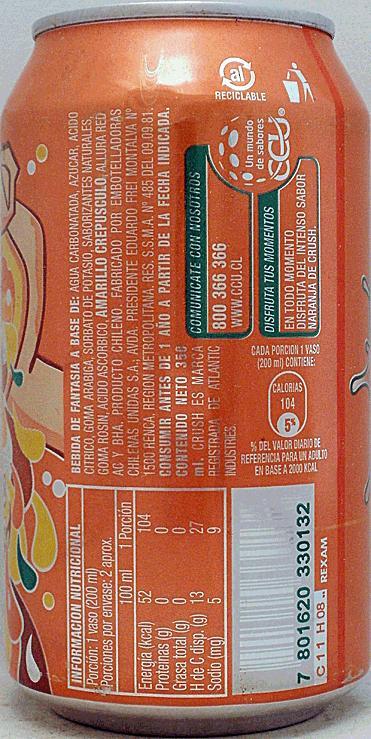 BEBIDA DE FANTASIA A BASE DE: AGUA CARBONATADA, AZUCAR, ACIDO
CITRICO, GOMA ARABIGA, SORBATO DE POTASIO, SABORIZANTES NATURALES,
GOMA ROSIN, ACIDO ASCORBICO, AMARILLO CREPUSCULO, ALLURA RED
AC Y BHA. PRODUCTO CHILENO. FABRICADO POR EMBOTELLADORAS
CHILENAS UNIDAS S.A., AVDA. PRESIDENTE EDUARDO FREI MONTALVA Nº
1500 RENCA, REGION METROPOLITANA. RES. S.S.M.A. Nº 485 DEL 09.09.81.
CONSUMIR ANTES DE 1 AÑO A PARTIR DE LA FECHA INDICADA.
CONTENIDO NETO 350
ml. CRUSH ES MARCA
REGISTRADA DE ATLANTIC
INDUSTRIES.
COMUNICATE CON NOSOTROS
800 368 366
WWW.CCU.CL
Un mundo
de sabores
CCU
DISFRUTA TUS MOMENTOS
EN TODO MOMENTO
DISFRUTA DEL INTENSO SABOR
NARANJA DE CRUSH.
al
RECICLABLE
CADA PORCION 1 VASO
(200 ml) CONTIENE:
CALORIAS
104
5%
% DEL VALOR DIARIO DE
REFERENCIA PARA UN ADULTO
EN BASE A 2000 KCAL
INFORMACION NUTRICIONAL
Porción: 1 vaso (200 ml)
Porciones por envase: 2 aprox.
100 ml 1 Porción
Energía (kcal) 52 104
Proteínas (g) 0 0
Grasa total (g) 0 0
H de C disp. (g) 13 27
Sodio (mg) 5 9
7 801620 330132
C 1 1 H 08 REXAM